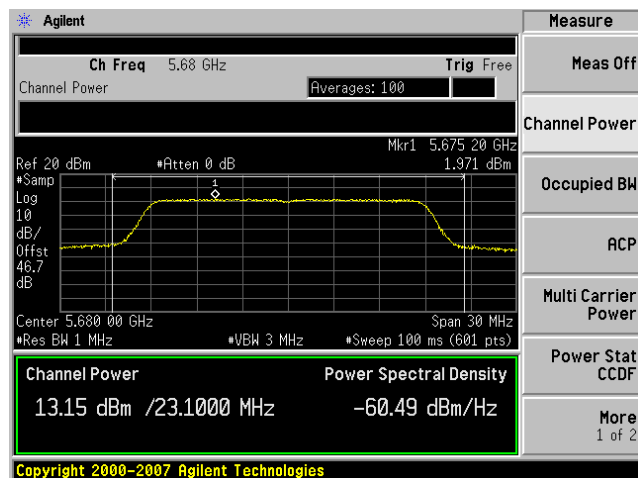 Agilent
Measure
Ch Freq 5.68 GHz Trig Free
Channel Power Averages: 100
Mkr1 5.675 20 GHz
Ref 20 dBm #Atten 0 dB 1.971 dBm
#Samp
Log
10
dB/
Offst
46.7
dB
1
Center 5.680 00 GHz Span 30 MHz
#Res BW 1 MHz #VBW 3 MHz #Sweep 100 ms (601 pts)
Channel Power Power Spectral Density
13.15 dBm /23.1000 MHz -60.49 dBm/Hz
Copyright 2000-2007 Agilent Technologies
Meas Off
Channel Power
Occupied BW
ACP
Multi Carrier
Power
Power Stat
CCDF
More
1 of 2